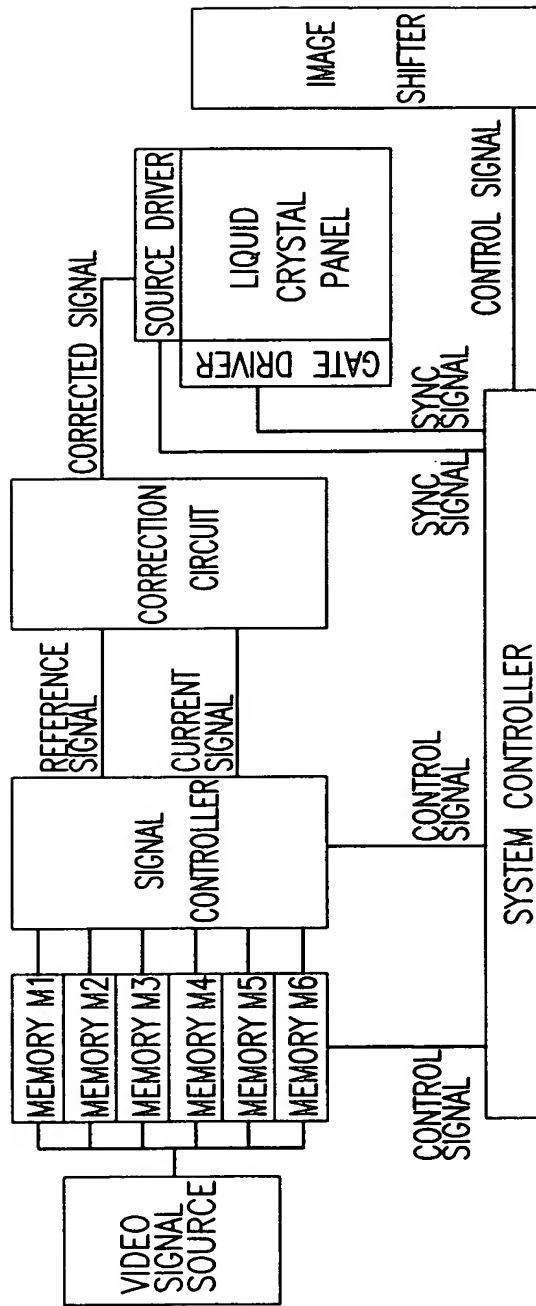 VIDEO
SIGNAL
SOURCE
MEMORY M1
MEMORY M2
MEMORY M3
MEMORY M4
MEMORY M5
MEMORY M6
CONTROL
SIGNAL
SIGNAL
CONTROLLER
CONTROL
SIGNAL
REFERENCE
SIGNAL
CURRENT
SIGNAL
CORRECTION
CIRCUIT
CORRECTED SIGNAL
SOURCE DRIVER
GATE DRIVER
LIQUID
CRYSTAL
PANEL
SYNC
SIGNAL
SYNC
SIGNAL
CONTROL SIGNAL
IMAGE
SHIFTER
SYSTEM CONTROLLER